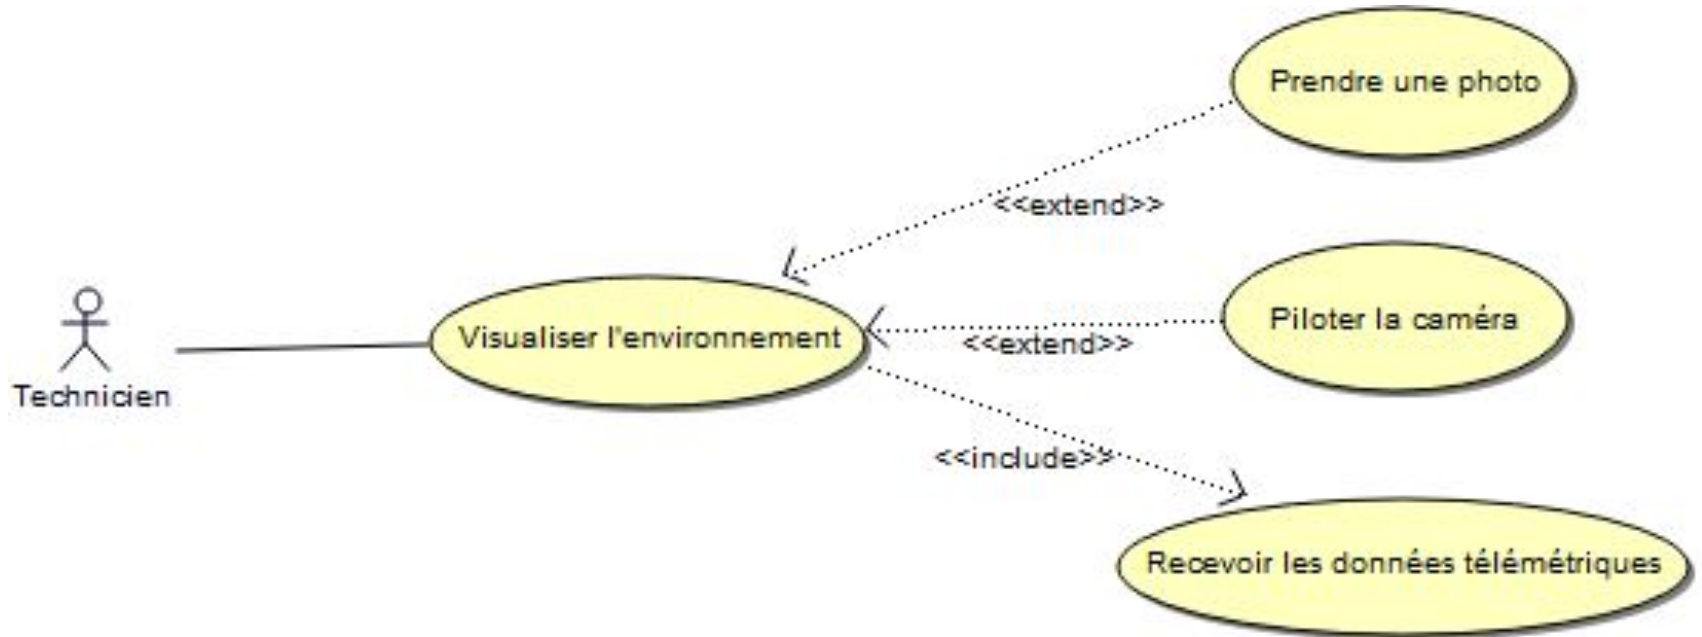 Prendre une photo
<<extend>>
Visualiser l'environnement
Piloter la caméra
<<extend>>
Technicien
<<include>>
Recevoir les données télémétriques